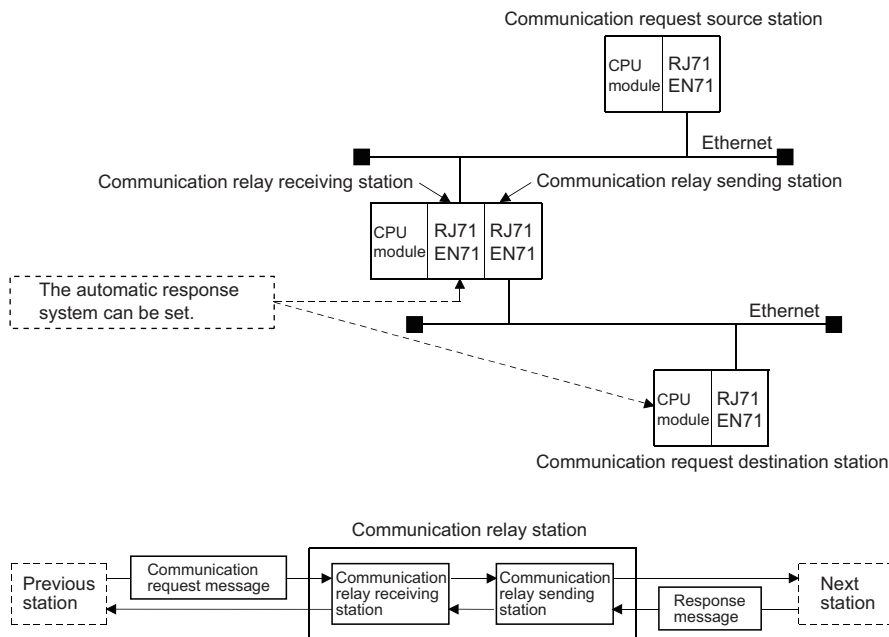 Communication request source station
CPU
module
RJ71
EN71
Ethernet
Communication relay receiving station
Communication relay sending station
CPU
module
RJ71
EN71
RJ71
EN71
The automatic response
system can be set.
Ethernet
CPU
module
RJ71
EN71
Communication request destination station
Communication relay station
Previous
station
Communication
request message
Communication
relay receiving
station
Communication
relay sending
station
Response
message
Next
station